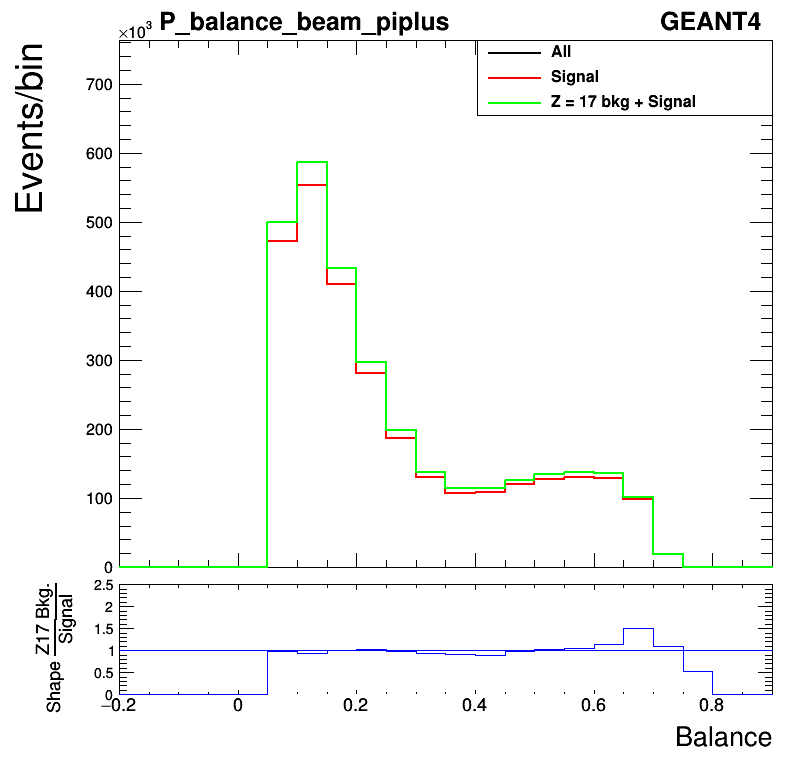 ×10³ P_balance_beam_piplus GEANT4
Events/bin
All
Signal
Z = 17 bkg + Signal
700
600
500
400
300
200
100
0
Shape Z17 Bkg. / Signal
2.5
2
1.5
1
0.5
0
−0.2 0 0.2 0.4 0.6 0.8
Balance